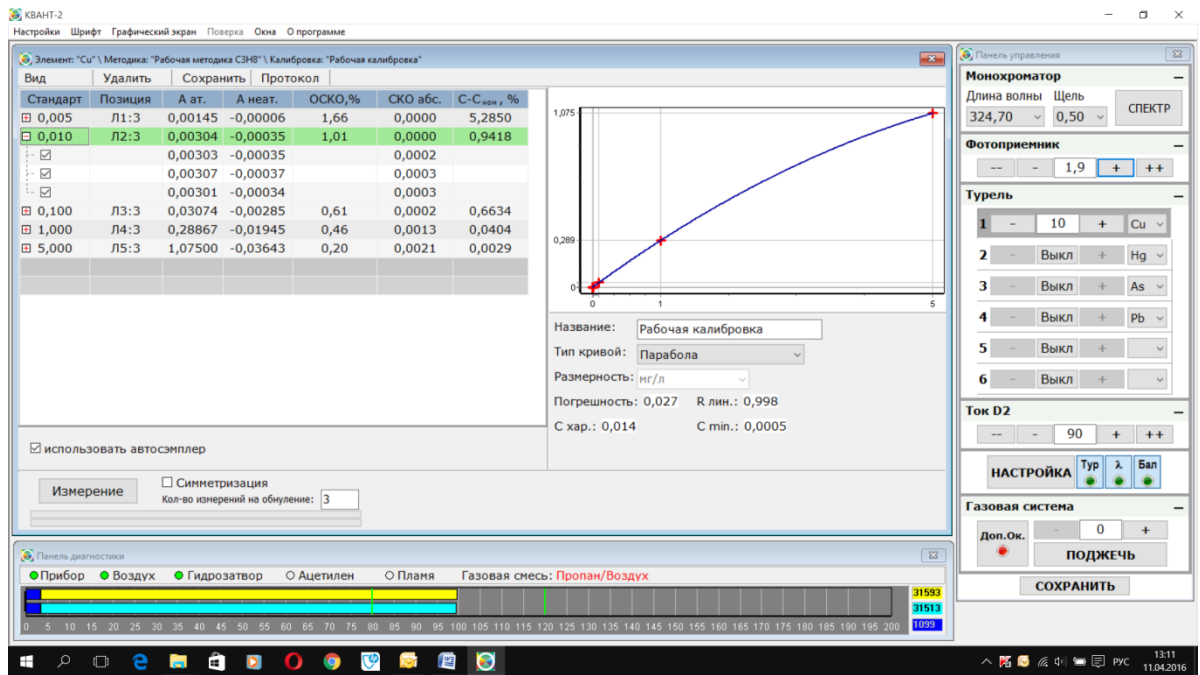 КВАНТ-2
Настройки Шрифт Графический экран Поверка Окна О программе
Элемент: "Cu" \ Методика: "Рабочая методика C3H8" \ Калибровка: "Рабочая калибровка"
Вид Удалить Сохранить Протокол
Стандарт Позиция А ат. А неат. ОСКО,% СКО абс. С-Сном, %
0,005 Л1:3 0,00145 -0,00006 1,66 0,0000 5,2850
0,010 Л2:3 0,00304 -0,00035 1,01 0,0000 0,9418
0,00303 -0,00035 0,0002
0,00307 -0,00037 0,0003
0,00301 -0,00034 0,0003
0,100 Л3:3 0,03074 -0,00285 0,61 0,0002 0,6634
1,000 Л4:3 0,28867 -0,01945 0,46 0,0013 0,0404
5,000 Л5:3 1,07500 -0,03643 0,20 0,0021 0,0029
1,075
0,289
0
0 1 5
Название: Рабочая калибровка
Тип кривой: Парабола
Размерность: мг/л
Погрешность: 0,027 R лин.: 0,998
С хар.: 0,014 C min.: 0,0005
использовать автосэмплер
Измерение
Симметризация
Кол-во измерений на обнуление: 3
Панель управления
Монохроматор
Длина волны Щель
324,70 0,50 СПЕКТР
Фотоприемник
-- - 1,9 + ++
Турель
1 - 10 + Cu
2 - Выкл + Hg
3 - Выкл + As
4 - Выкл + Pb
5 - Выкл +
6 - Выкл +
Ток D2
-- - 90 + ++
НАСТРОЙКА Тур λ Бал
Газовая система
Доп.Ок. - 0 +
ПОДЖЕЧЬ
СОХРАНИТЬ
Панель диагностики
Прибор Воздух Гидрозатвор Ацетилен Пламя Газовая смесь: Пропан/Воздух
31593
31513
1099
0 5 10 15 20 25 30 35 40 45 50 55 60 65 70 75 80 85 90 95 100 105 110 115 120 125 130 135 140 145 150 155 160 165 170 175 180 185 190 195 200
РУС
13:11
11.04.2016